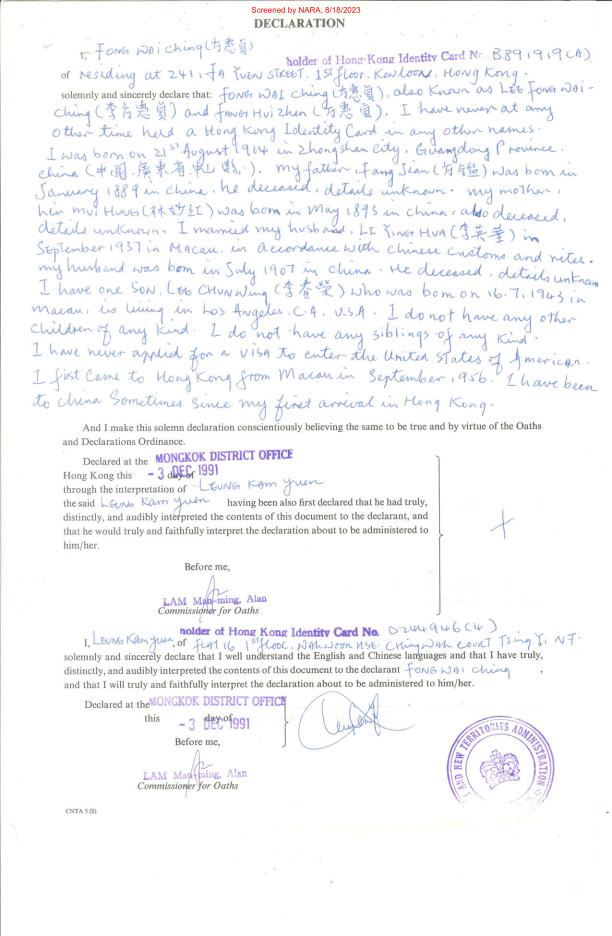 Screened by NARA, 8/18/2023
DECLARATION
I, FONG WAI Ching (方惠貞)
holder of Hong-Kong Identity Card No. B891919(A)
of residing at 241, FA YUEN STREET, 1st floor, Kowloon, Hong Kong.
solemnly and sincerely declare that: FONG WAI Ching (方惠貞), also known as LEE FONG WAI-
Ching (李方惠貞) and FONG Hui Zhen (方惠貞). I have never at any
other time held a Hong Kong Identity Card in any other names.
I was born on 21st August 1914 in Zhongshan city, Guangdong Province.
China (中國.廣東省.中山縣.). my father, Fang Jian (方鑑) was born in
January 1889 in China. he deceased, details unknown. my mother,
MUI HUNG (林妙紅) was born in May 1893 in China, also deceased,
details unknown. I married my husband, LI YING HUA (李英華) in
September 1937 in Macau. in accordance with Chinese customs and rites.
my husband was born in July 1907 in China. He deceased, details unknown
I have one SON, LEE CHUN Wing (李春榮) who was born on 16.7.1943 in
Macau, is living in Los Angeles. C.A. U.S.A. I do not have any other
Children of any kind. I do not have any siblings of any kind.
I have never applied for a VISA to enter the United States of American.
I first came to Hong Kong from Macau in September 1956. I have been
to China Sometimes since my first arrival in Hong Kong.
And I make this solemn declaration conscientiously believing the same to be true and by virtue of the Oaths
and Declarations Ordinance.
Declared at the MONGKOK DISTRICT OFFICE
Hong Kong this - 3 DEC 1991 day of
through the interpretation of LEUNG KAM YUEN
the said LEUNG KAM YUEN having been also first declared that he had truly,
distinctly, and audibly interpreted the contents of this document to the declarant, and
that he would truly and faithfully interpret the declaration about to be administered to
him/her.
Before me,
LAM Man-ming, Alan
Commissioner for Oaths
holder of Hong Kong Identity Card No. D244946(4)
I, LEUNG Kam Yuen, of FLAT 16 1st floor, WAH WOON HSE. Ching WAH COURT Tsing Yi, N.T.
solemnly and sincerely declare that I well understand the English and Chinese languages and that I have truly,
distinctly, and audibly interpreted the contents of this document to the declarant FONG WAI Ching ,
and that I will truly and faithfully interpret the declaration about to be administered to him/her.
Declared at the MONGKOK DISTRICT OFFICE
this - 3 DEC 1991 day of
Before me,
LAM Man-ming, Alan
Commissioner for Oaths
AND NEW TERRITORIES ADMINISTRATION
CNTA 5 (S)